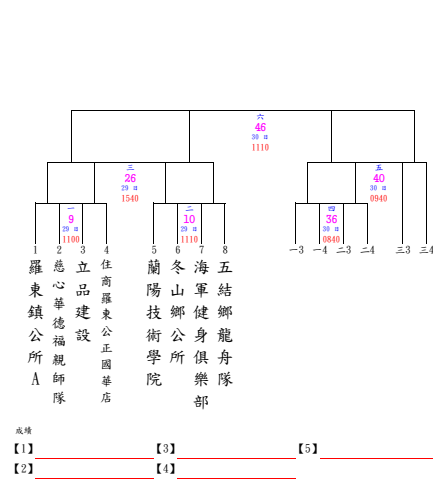 六
46
30 日
1110
三
26
29 日
1540
五
40
30 日
0940
一
9
29 日
1100
二
10
29 日
1110
四
36
30 日
0840
1 2 3 4 5 6 7 8 一3 一4 二3 二4 三3 三4
羅東鎮公所A
慈心華德福親師隊
立品建設
住商羅東公正國華店
蘭陽技術學院
冬山鄉公所
海軍健身俱樂部
五結鄉龍舟隊
成績
【1】 【3】 【5】
【2】 【4】